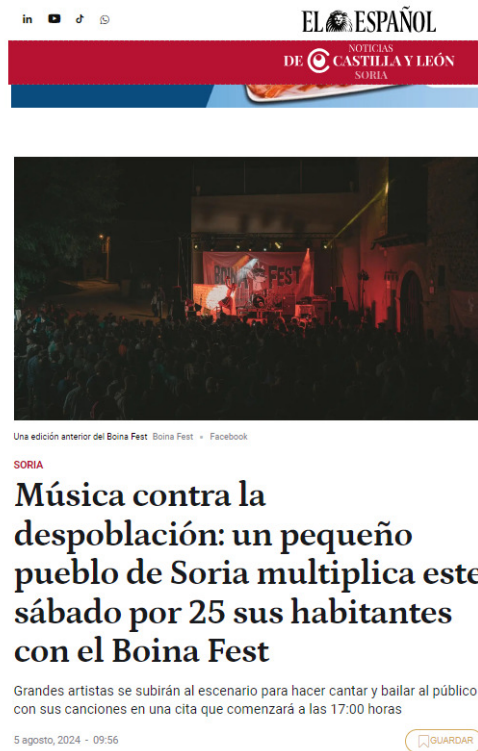 EL ESPAÑOL
NOTICIAS
DE CASTILLA Y LEÓN
SORIA
BOINA FEST
Una edición anterior del Boina Fest Boina Fest • Facebook
SORIA
Música contra la
despoblación: un pequeño
pueblo de Soria multiplica este
sábado por 25 sus habitantes
con el Boina Fest
Grandes artistas se subirán al escenario para hacer cantar y bailar al público
con sus canciones en una cita que comenzará a las 17:00 horas
5 agosto, 2024 - 09:56
GUARDAR